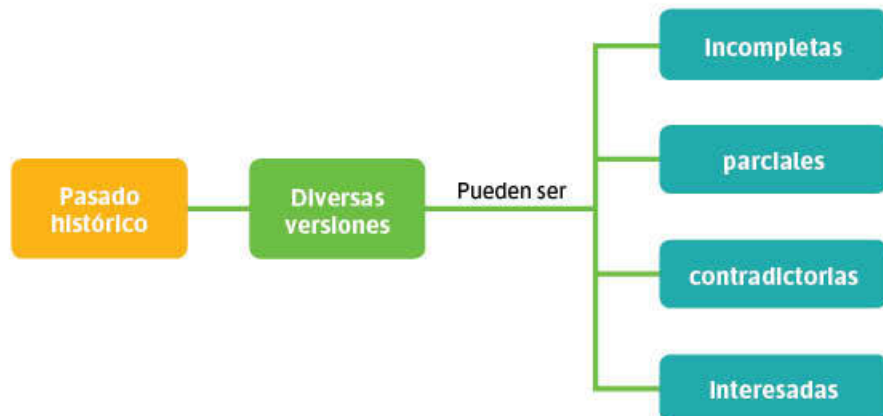 Pasado
histórico
Diversas
versiones
Pueden ser
Incompletas
parciales
contradictorias
Interesadas